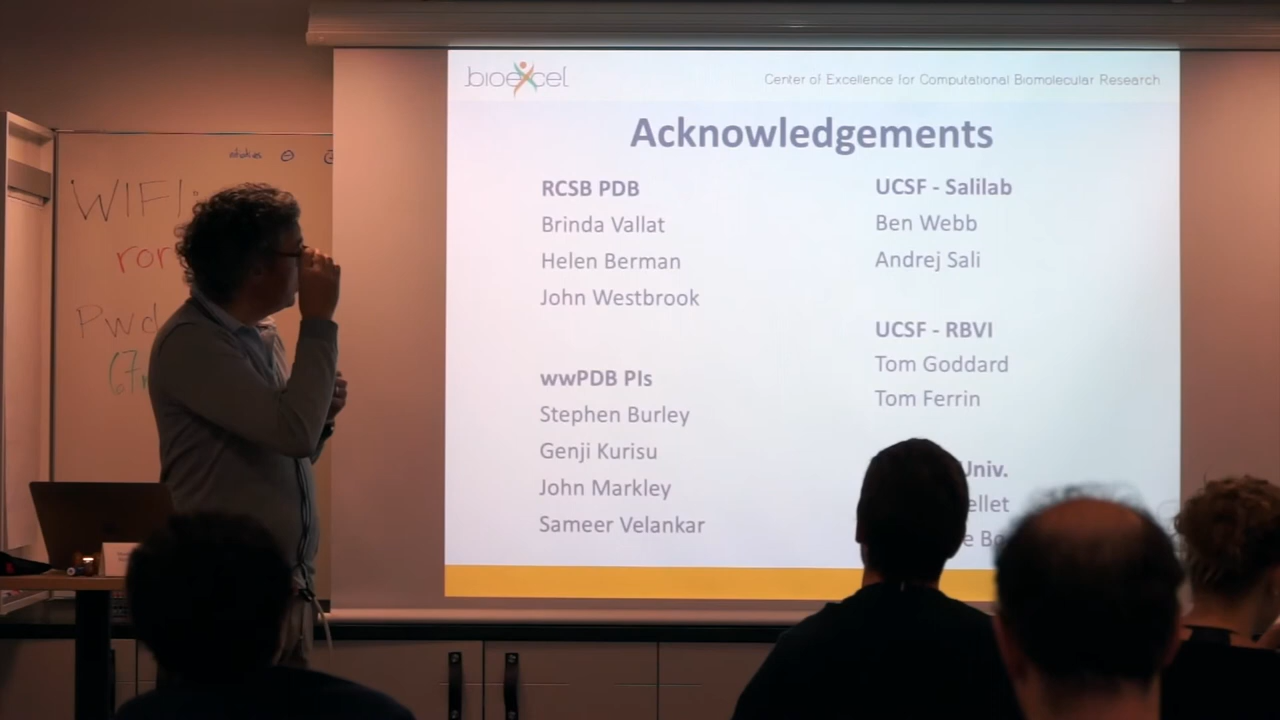 bioexcel
Center of Excellence for Computational Biomolecular Research
Acknowledgements
RCSB PDB
Brinda Vallat
Helen Berman
John Westbrook
wwPDB PIs
Stephen Burley
Genji Kurisu
John Markley
Sameer Velankar
UCSF - Salilab
Ben Webb
Andrej Sali
UCSF - RBVI
Tom Goddard
Tom Ferrin
Univ.
WIFI: